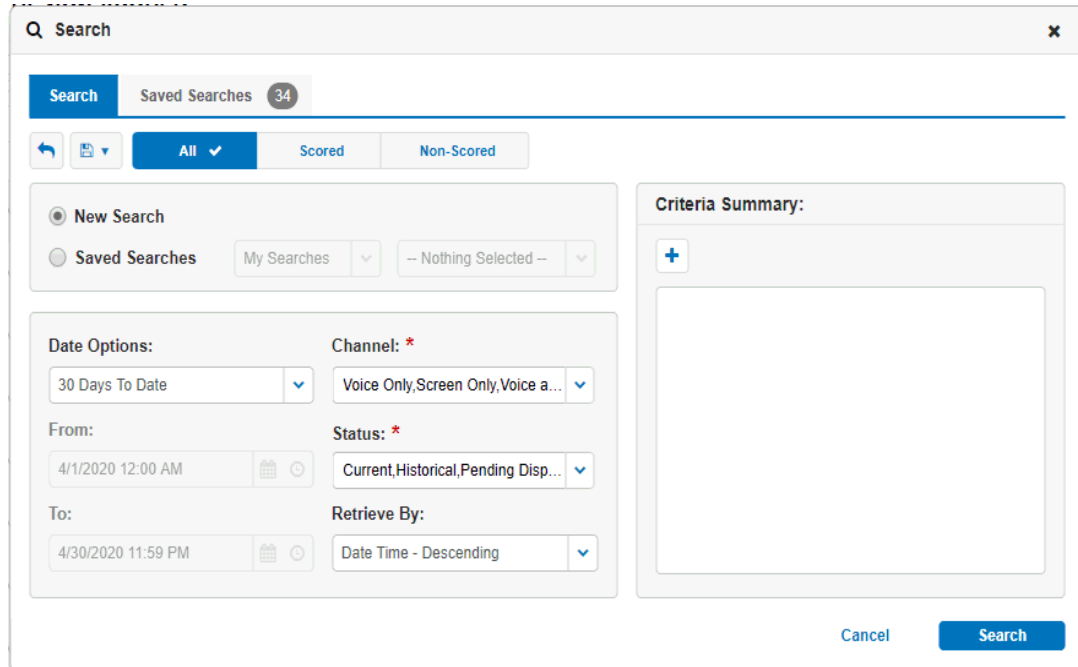 Search
Search Saved Searches 34
All Scored Non-Scored
New Search
Saved Searches My Searches -- Nothing Selected --
Date Options: Channel: *
30 Days To Date Voice Only,Screen Only,Voice a...
From: Status: *
4/1/2020 12:00 AM Current,Historical,Pending Disp...
To: Retrieve By:
4/30/2020 11:59 PM Date Time - Descending
Criteria Summary:
Cancel Search